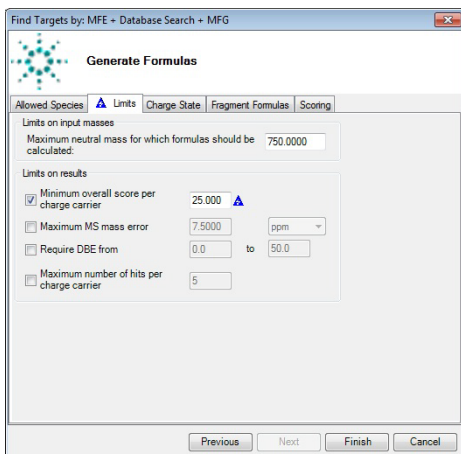 Find Targets by: MFE + Database Search + MFG
Generate Formulas
Allowed Species Limits Charge State Fragment Formulas Scoring
Limits on input masses
Maximum neutral mass for which formulas should be
calculated:
750.0000
Limits on results
Minimum overall score per
charge carrier
25.000
Maximum MS mass error
7.5000 ppm
Require DBE from 0.0 to 50.0
Maximum number of hits per
charge carrier
5
Previous Next Finish Cancel